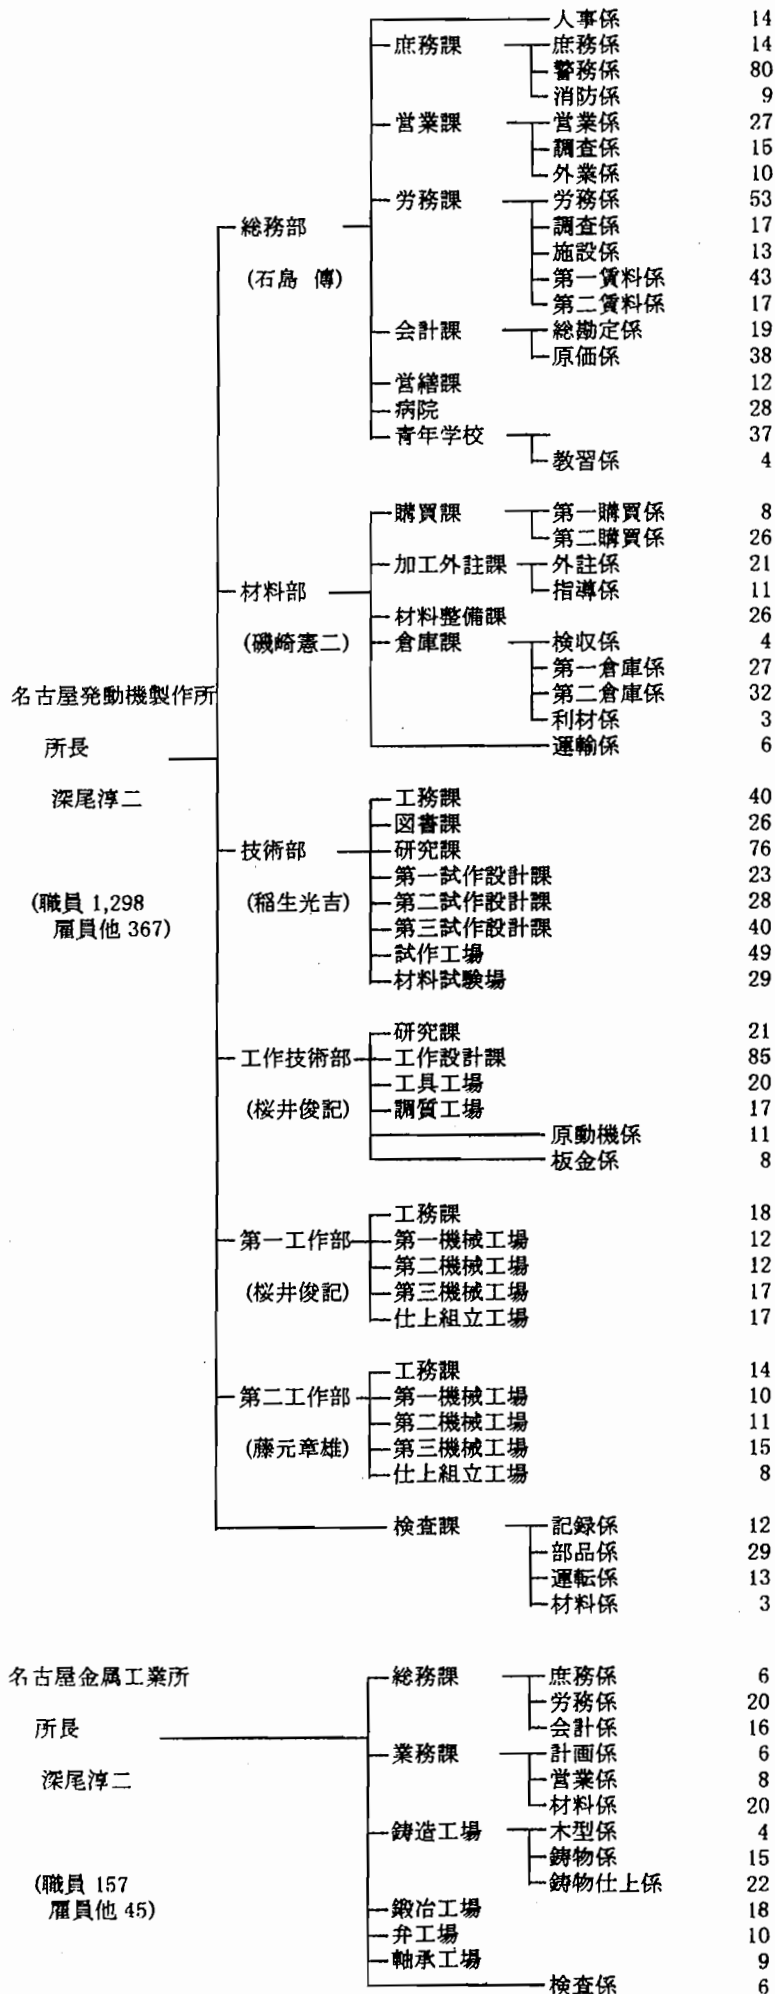 人事係 14
庶務課 庶務係 14
警務係 80
消防係 9
営業課 営業係 27
調査係 15
外業係 10
労務課 労務係 53
総務部 調査係 17
(石島 傳) 施設係 13
第一賃料係 43
第二賃料係 17
会計課 総勘定係 19
原価係 38
営繕課 12
病院 28
青年学校 37
教習係 4
購買課 第一購買係 8
第二購買係 26
加工外註課 外註係 21
材料部 指導係 11
材料整備課 26
(磯崎憲二) 倉庫課 検収係 4
第一倉庫係 27
名古屋発動機製作所 第二倉庫係 32
利材係 3
所長 運輸係 6
深尾淳二 工務課 40
図書課 26
技術部 研究課 76
第一試作設計課 23
(職員 1,298 (稲生光吉) 第二試作設計課 28
雇員他 367) 第三試作設計課 40
試作工場 49
材料試験場 29
研究課 21
工作技術部 工作設計課 85
工具工場 20
(桜井俊記) 調質工場 17
原動機係 11
板金係 8
工務課 18
第一工作部 第一機械工場 12
第二機械工場 12
(桜井俊記) 第三機械工場 17
仕上組立工場 17
工務課 14
第二工作部 第一機械工場 10
第二機械工場 11
(藤元章雄) 第三機械工場 15
仕上組立工場 8
検査課 記録係 12
部品係 29
運転係 13
材料係 3
名古屋金属工業所 総務課 庶務係 6
労務係 20
所長 会計係 16
業務課 計画係 6
深尾淳二 営業係 8
材料係 20
鋳造工場 木型係 4
鋳物係 15
(職員 157 鋳物仕上係 22
雇員他 45) 鍛冶工場 18
弁工場 10
軸承工場 9
検査係 6